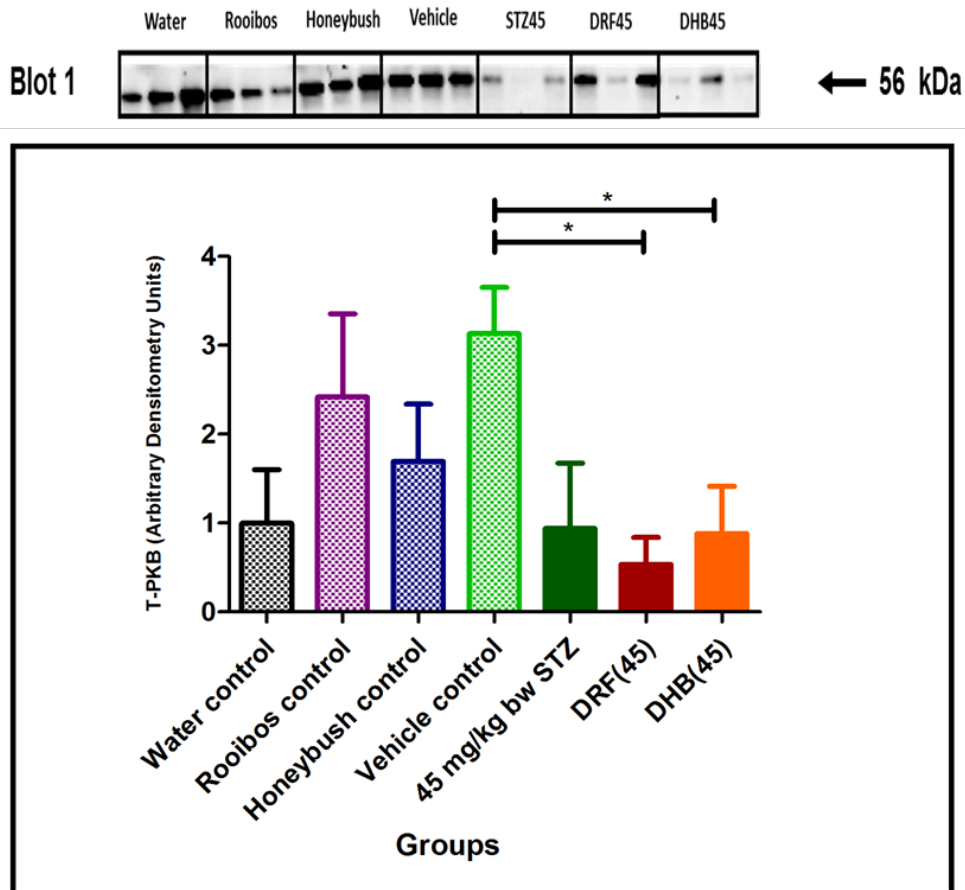 Water Rooibos Honeybush Vehicle STZ45 DRF45 DHB45
Blot 1
56 kDa
*
*
T-PKB (Arbitrary Densitometry Units)
4
3
2
1
0
Water control
Rooibos control
Honeybush control
Vehicle control
45 mg/kg bw STZ
DRF(45)
DHB(45)
Groups